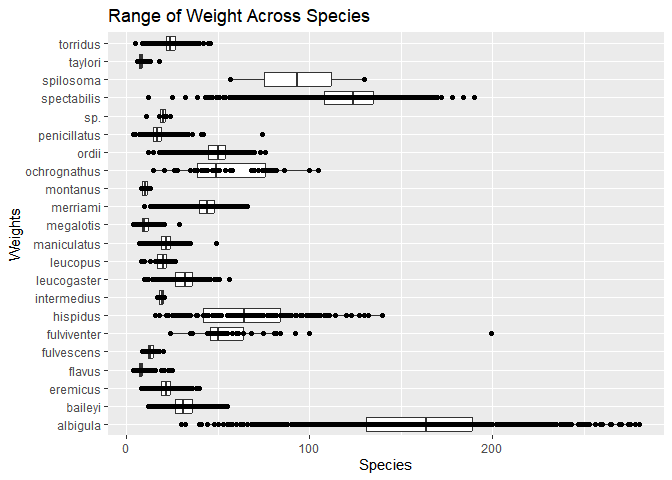 Range of Weight Across Species
Weights
torridus
taylori
spilosoma
spectabilis
sp.
penicillatus
ordii
ochrognathus
montanus
merriami
megalotis
maniculatus
leucopus
leucogaster
intermedius
hispidus
fulviventer
fulvescens
flavus
eremicus
baileyi
albigula
0 100 200
Species